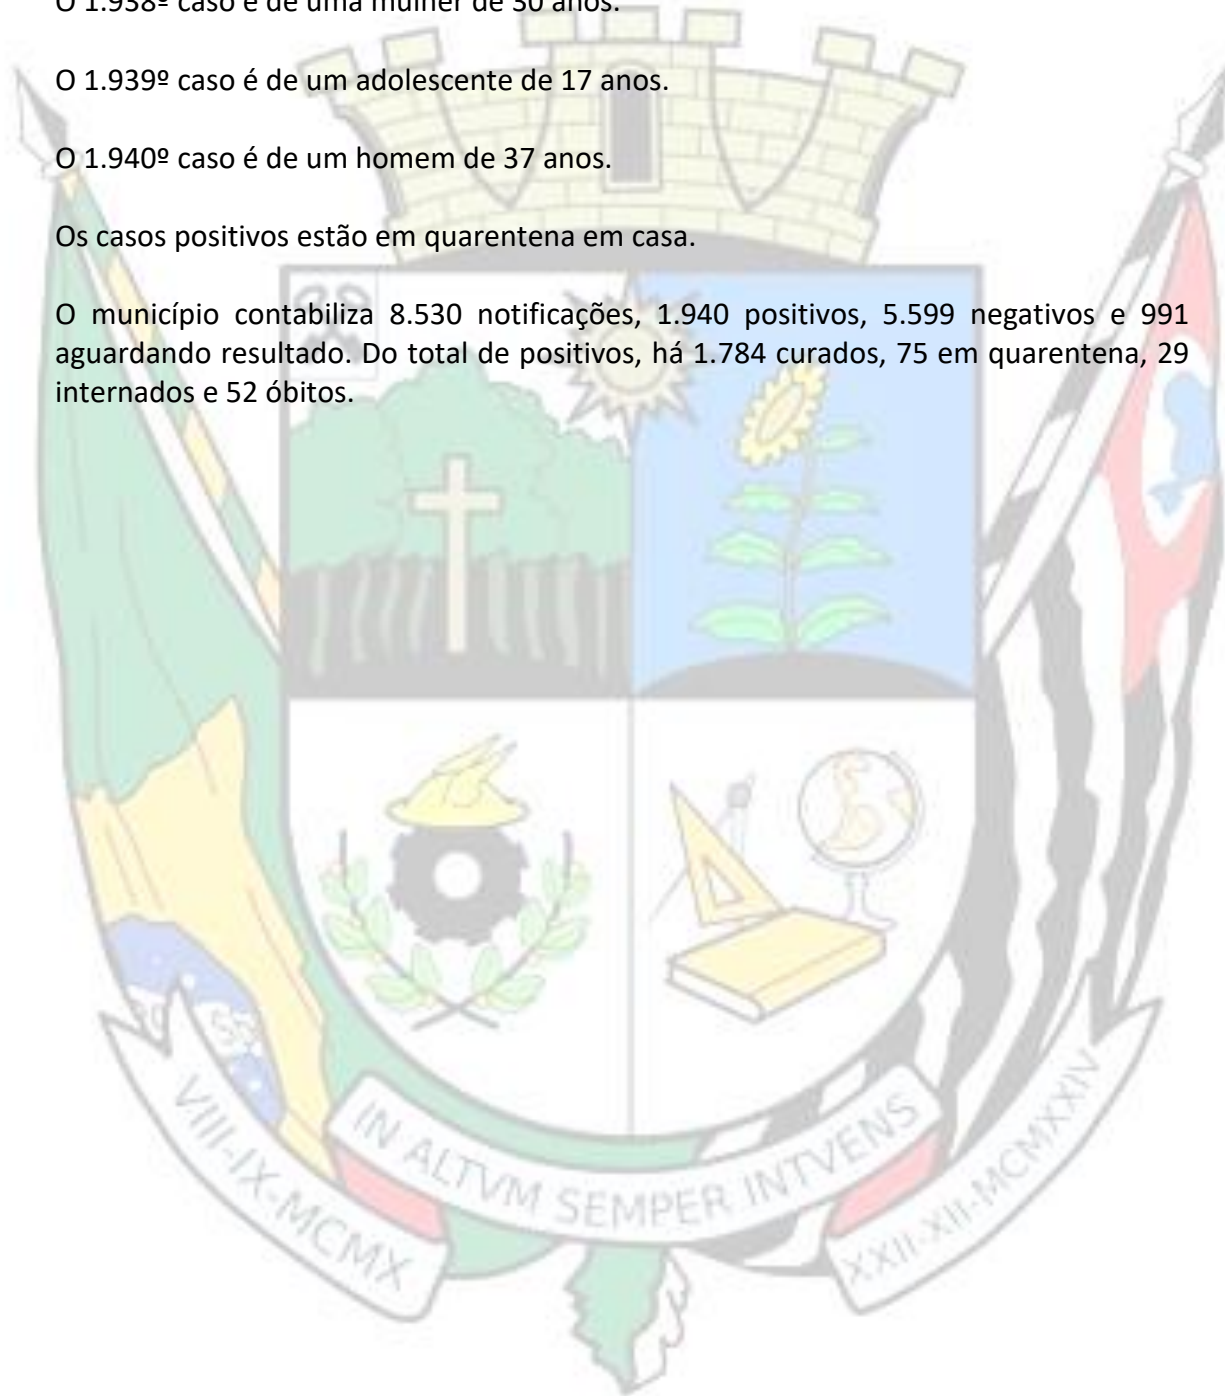 O 1.938º caso é de uma mulher de 30 anos.
O 1.939º caso é de um adolescente de 17 anos.
O 1.940º caso é de um homem de 37 anos.
Os casos positivos estão em quarentena em casa.
O município contabiliza 8.530 notificações, 1.940 positivos, 5.599 negativos e 991
aguardando resultado. Do total de positivos, há 1.784 curados, 75 em quarentena, 29
internados e 52 óbitos.
VIII-IX-MCMX
IN ALTVM SEMPER INTVENS
XXII-XII-MCMXXIV